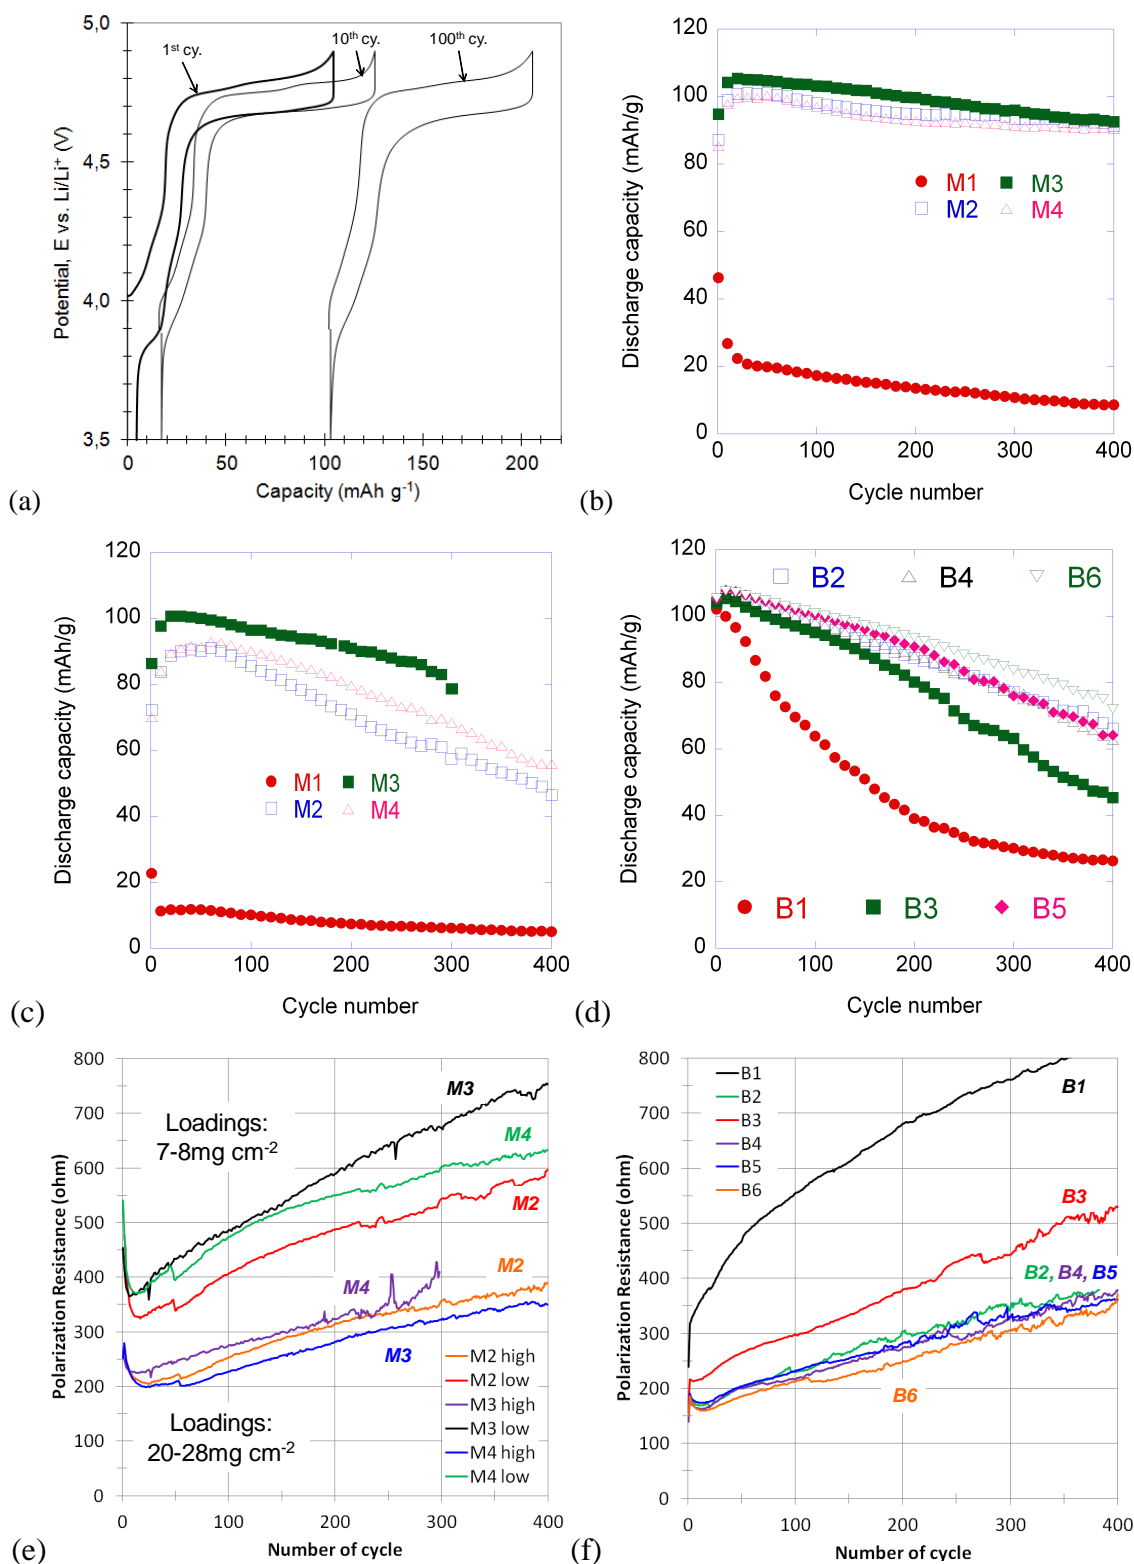 5,0
4,5
4,0
3,5
Potential, E vs. Li/Li⁺ (V)
1ˢᵗ cy.
10ᵗʰ cy.
100ᵗʰ cy.
0
50
100
150
200
Capacity (mAh g⁻¹)
(a)
120
100
80
60
40
20
0
Discharge capacity (mAh/g)
M1
M3
M2
M4
0
100
200
300
400
Cycle number
(b)
120
100
80
60
40
20
0
Discharge capacity (mAh/g)
M1
M3
M2
M4
0
100
200
300
400
Cycle number
(c)
120
100
80
60
40
20
0
Discharge capacity (mAh/g)
B2
B4
B6
B1
B3
B5
0
100
200
300
400
Cycle number
(d)
800
700
600
500
400
300
200
100
0
Polarization Resistance (ohm)
Loadings:
7-8mg cm⁻²
M3
M4
M2
M2
M4
M3
Loadings:
20-28mg cm⁻²
M2 high
M2 low
M3 high
M3 low
M4 high
M4 low
0
100
200
300
400
Number of cycle
(e)
800
700
600
500
400
300
200
100
0
Polarization Resistance (ohm)
B1
B2
B3
B4
B5
B6
B1
B3
B2, B4, B5
B6
0
100
200
300
400
Number of cycle
(f)